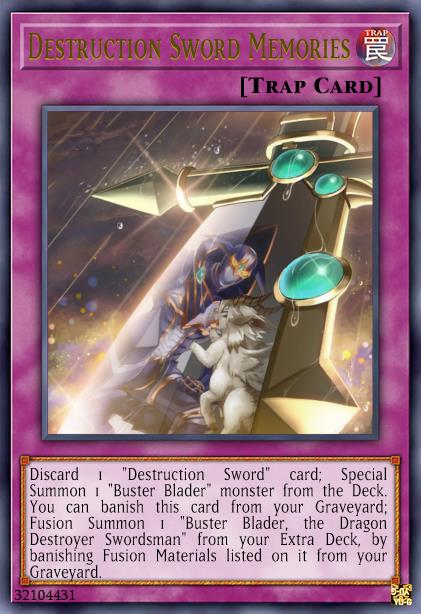 DESTRUCTION SWORD MEMORIES
TRAP
罠
[TRAP CARD]
Discard 1 "Destruction Sword" card; Special
Summon 1 "Buster Blader" monster from the Deck.
You can banish this card from your Graveyard;
Fusion Summon 1 "Buster Blader, the Dragon
Destroyer Swordsman" from your Extra Deck, by
banishing Fusion Materials listed on it from your
Graveyard.
32104431